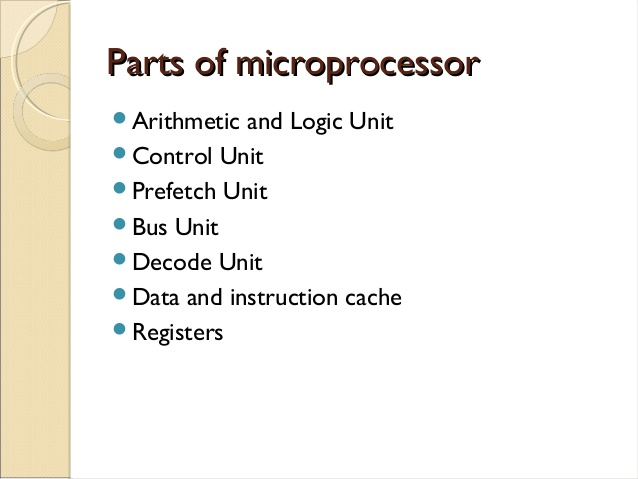 Parts of microprocessor
Arithmetic and Logic Unit
Control Unit
Prefetch Unit
Bus Unit
Decode Unit
Data and instruction cache
Registers